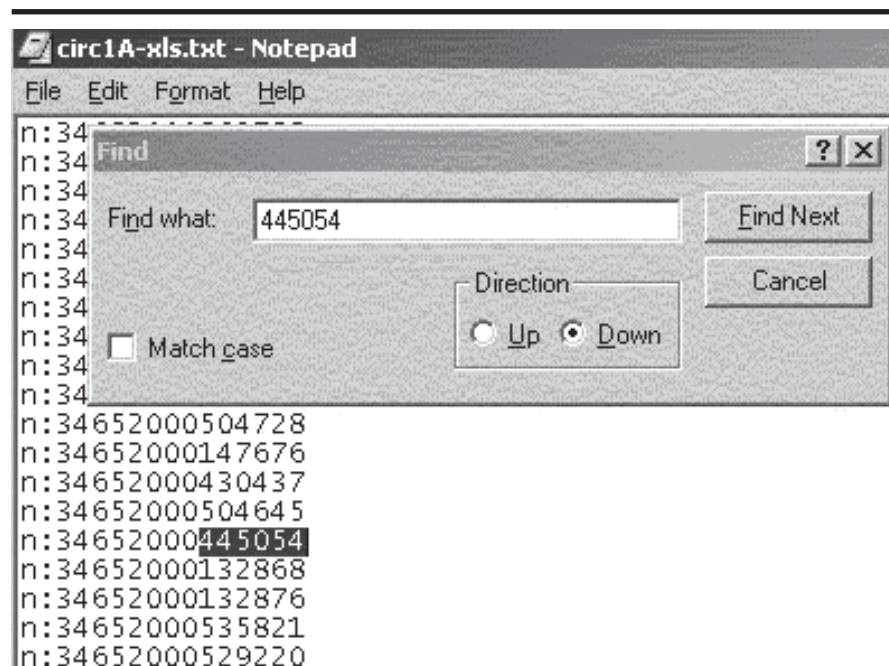 circ1A-xls.txt - Notepad
File Edit Format Help
n:34
Find
n:34
n:34
n:34 Find what: 445054 Find Next
n:34
n:34 Direction Cancel
n:34
n:34 Match case Up Down
n:34
n:34
n:34652000504728
n:34652000147676
n:34652000430437
n:34652000504645
n:34652000445054
n:34652000132868
n:34652000132876
n:34652000535821
n:34652000529220